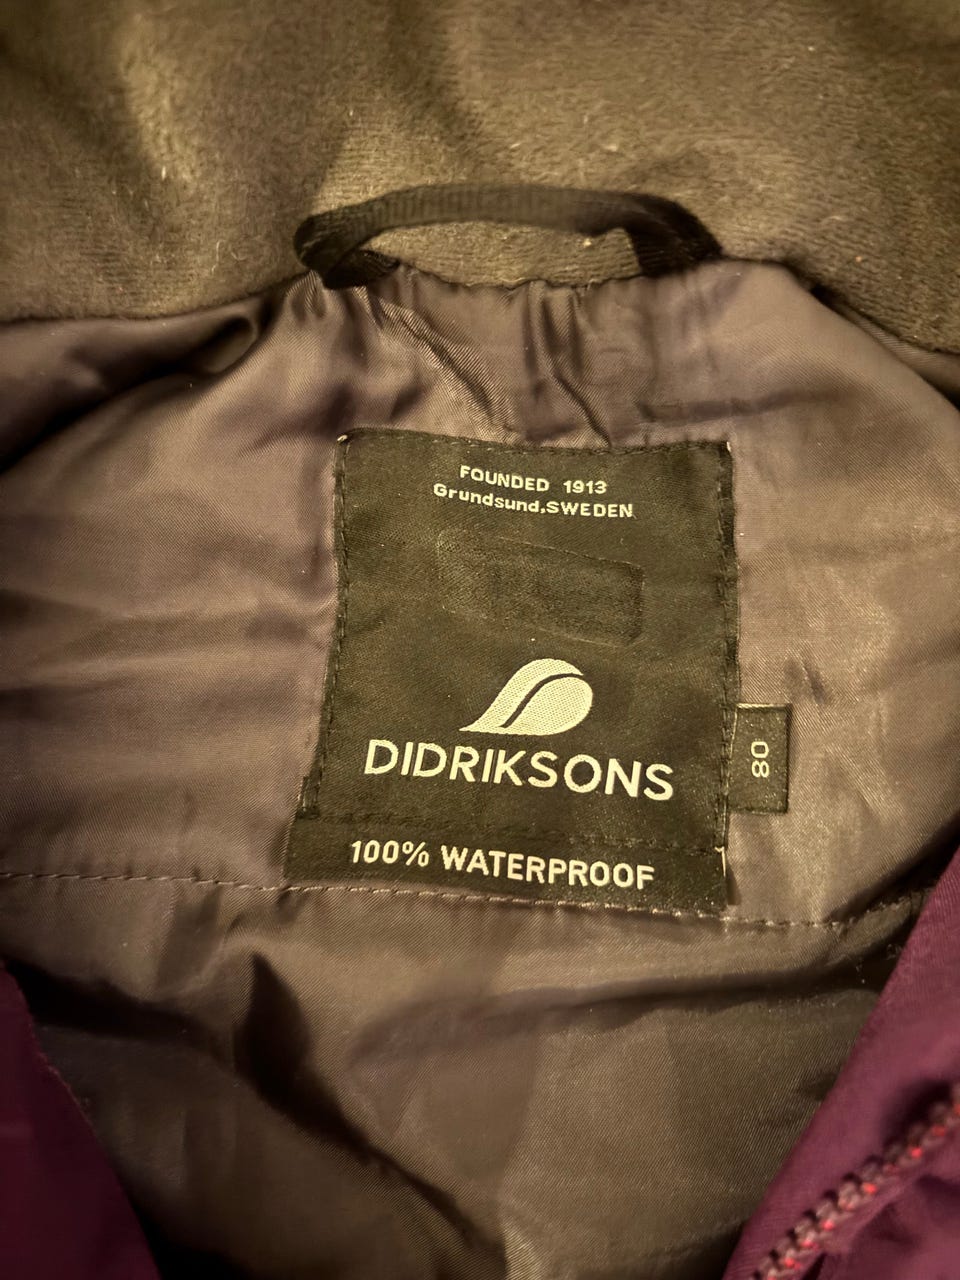 FOUNDED 1913
Grundsund,SWEDEN
DIDRIKSONS
80
100% WATERPROOF